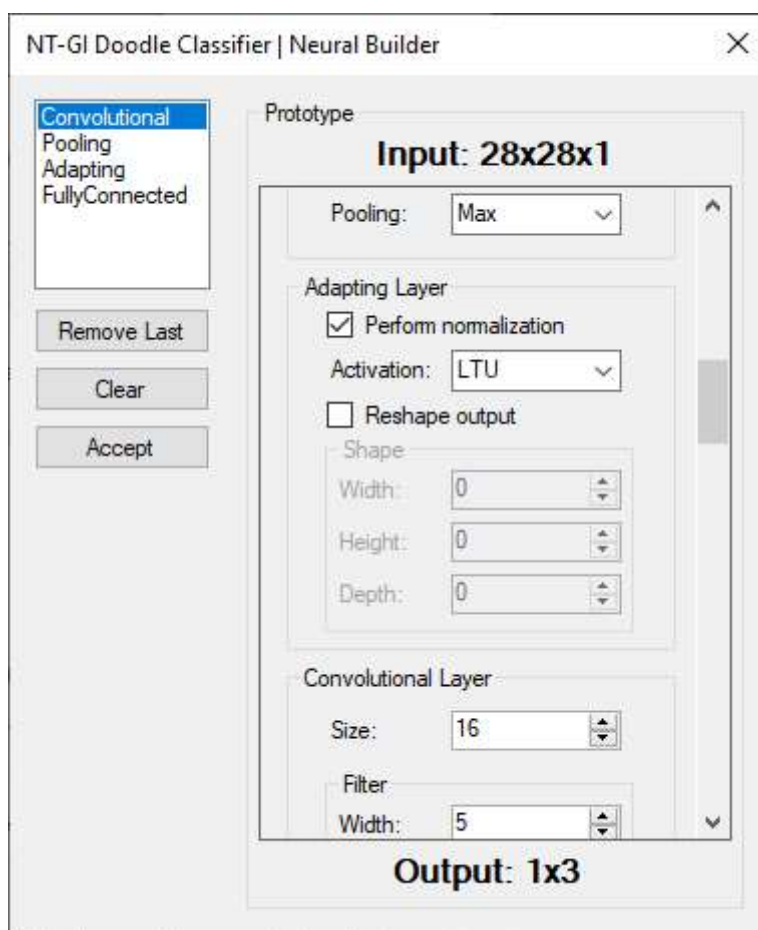 NT-GI Doodle Classifier | Neural Builder
Convolutional
Pooling
Adapting
FullyConnected
Remove Last
Clear
Accept
Prototype
Input: 28x28x1
Pooling: Max
Adapting Layer
Perform normalization
Activation: LTU
Reshape output
Shape
Width: 0
Height: 0
Depth: 0
Convolutional Layer
Size: 16
Filter
Width: 5
Output: 1x3